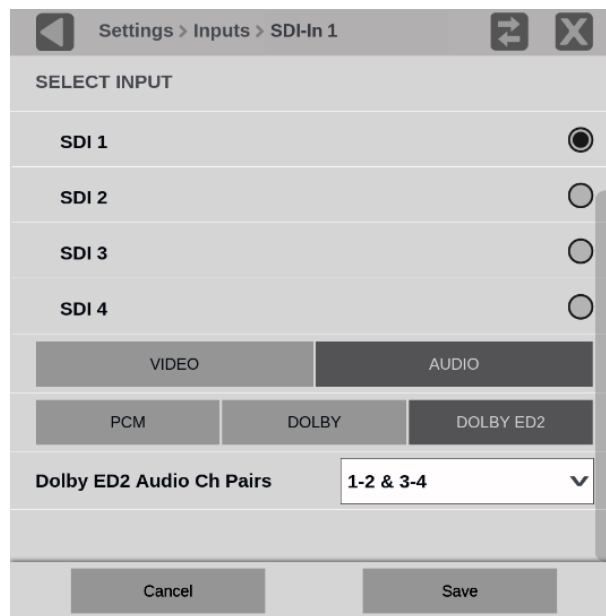 Settings > Inputs > SDI-In 1
SELECT INPUT
SDI 1
SDI 2
SDI 3
SDI 4
VIDEO AUDIO
PCM DOLBY DOLBY ED2
Dolby ED2 Audio Ch Pairs 1-2 & 3-4
Cancel Save